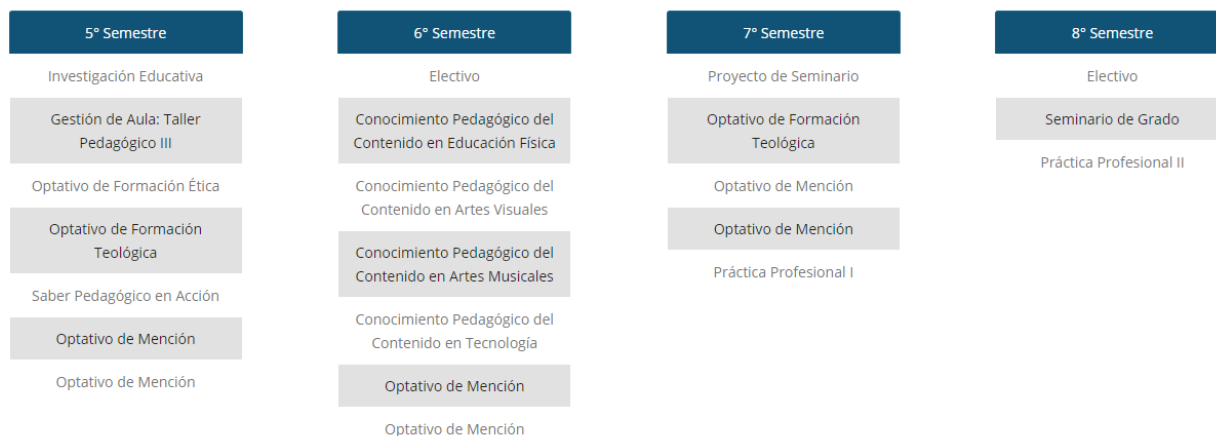 5° Semestre
Investigación Educativa
Gestión de Aula: Taller
Pedagógico III
Optativo de Formación Ética
Optativo de Formación
Teológica
Saber Pedagógico en Acción
Optativo de Mención
Optativo de Mención
6° Semestre
Electivo
Conocimiento Pedagógico del
Contenido en Educación Física
Conocimiento Pedagógico del
Contenido en Artes Visuales
Conocimiento Pedagógico del
Contenido en Artes Musicales
Conocimiento Pedagógico del
Contenido en Tecnología
Optativo de Mención
Optativo de Mención
7° Semestre
Proyecto de Seminario
Optativo de Formación
Teológica
Optativo de Mención
Optativo de Mención
Práctica Profesional I
8° Semestre
Electivo
Seminario de Grado
Práctica Profesional II